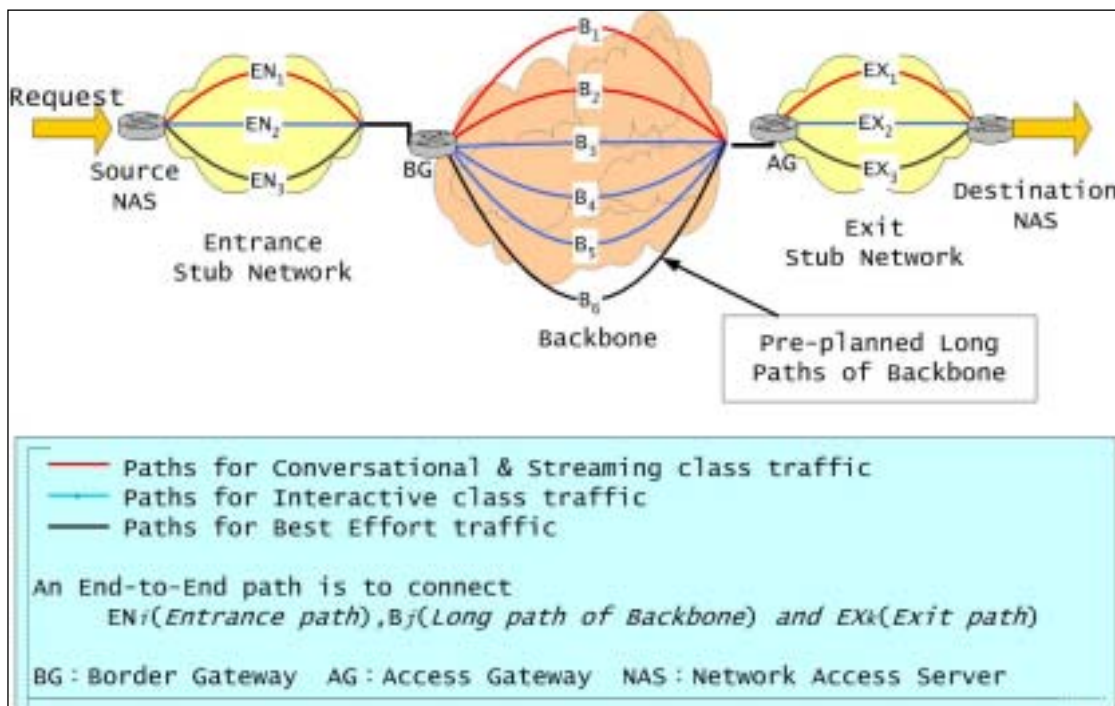 Request
Source
NAS
EN1
EN2
EN3
Entrance
Stub Network
BG
B1
B2
B3
B4
B5
B6
Backbone
AG
EX1
EX2
EX3
Exit
Stub Network
Destination
NAS
Pre-planned Long
Paths of Backbone
Paths for Conversational & Streaming class traffic
Paths for Interactive class traffic
Paths for Best Effort traffic
An End-to-End path is to connect
ENi(Entrance path),Bj(Long path of Backbone) and EXk(Exit path)
BG:Border Gateway AG:Access Gateway NAS:Network Access Server